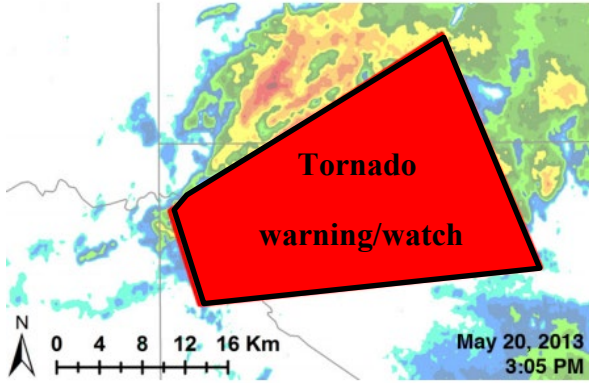 Tornado
warning/watch
N
0 4 8 12 16 Km
May 20, 2013
3:05 PM